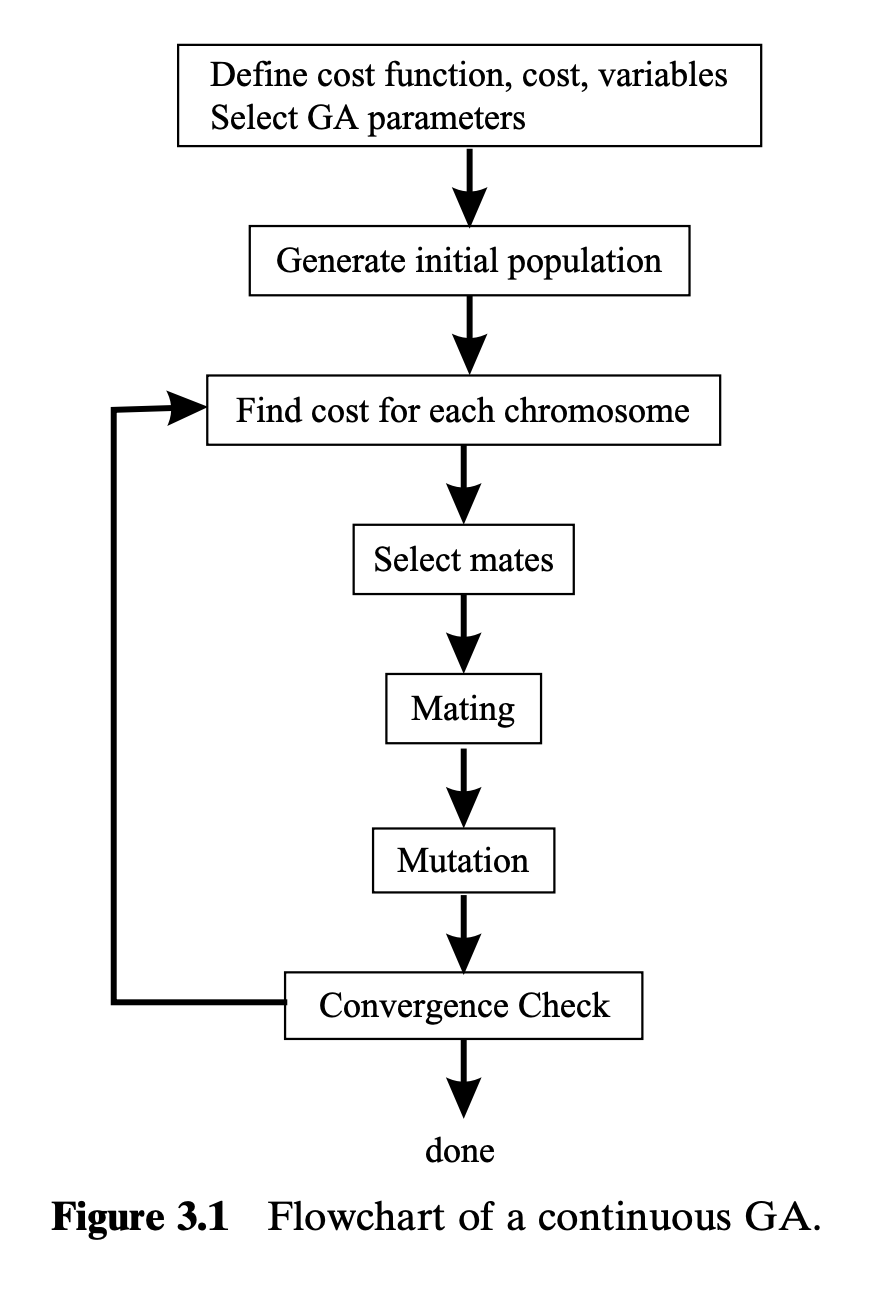 Define cost function, cost, variables
Select GA parameters
Generate initial population
Find cost for each chromosome
Select mates
Mating
Mutation
Convergence Check
done
Figure 3.1 Flowchart of a continuous GA.